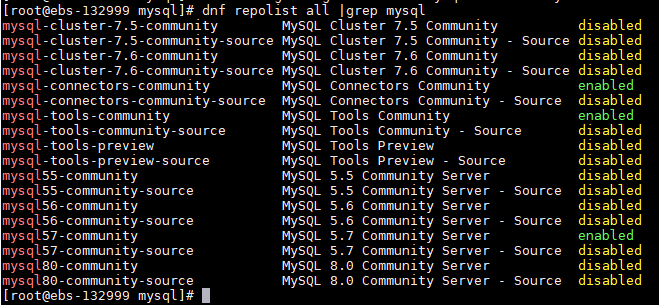 [root@ebs-132999 mysql]# dnf repolist all |grep mysql
mysql-cluster-7.5-community MySQL Cluster 7.5 Community disabled
mysql-cluster-7.5-community-source MySQL Cluster 7.5 Community - Source disabled
mysql-cluster-7.6-community MySQL Cluster 7.6 Community disabled
mysql-cluster-7.6-community-source MySQL Cluster 7.6 Community - Source disabled
mysql-connectors-community MySQL Connectors Community enabled
mysql-connectors-community-source MySQL Connectors Community - Source disabled
mysql-tools-community MySQL Tools Community enabled
mysql-tools-community-source MySQL Tools Community - Source disabled
mysql-tools-preview MySQL Tools Preview disabled
mysql-tools-preview-source MySQL Tools Preview - Source disabled
mysql55-community MySQL 5.5 Community Server disabled
mysql55-community-source MySQL 5.5 Community Server - Source disabled
mysql56-community MySQL 5.6 Community Server disabled
mysql56-community-source MySQL 5.6 Community Server - Source disabled
mysql57-community MySQL 5.7 Community Server enabled
mysql57-community-source MySQL 5.7 Community Server - Source disabled
mysql80-community MySQL 8.0 Community Server disabled
mysql80-community-source MySQL 8.0 Community Server - Source disabled
[root@ebs-132999 mysql]#